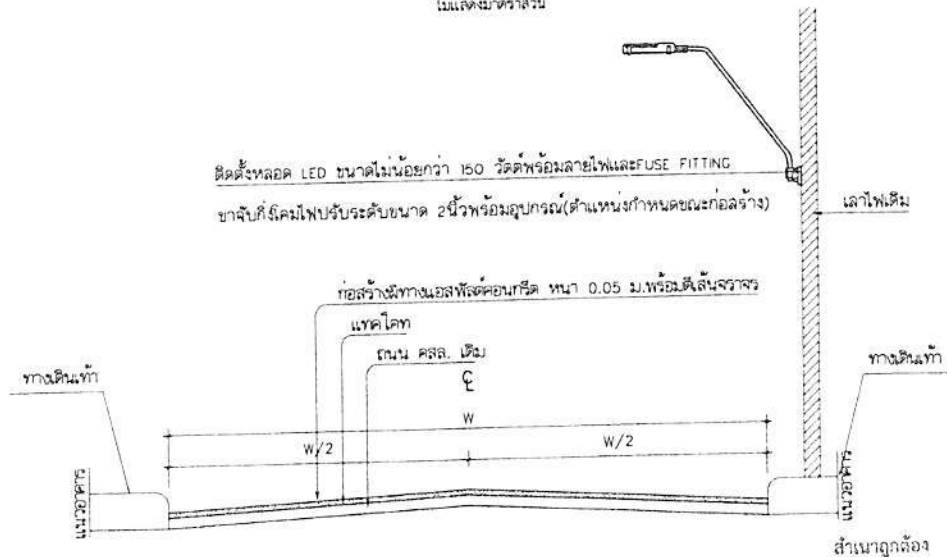 ไม่แสดงมาตราส่วน
ติดตั้งหลอด LED ขนาดไม่น้อยกว่า 150 วัตต์พร้อมสายไฟและFUSE FITTING
ขาจับกิ่งโคมไฟปรับระดับขนาด 2นิ้วพร้อมอุปกรณ์(ตำแหน่งกำหนดขณะก่อสร้าง)
เสาไฟเดิม
ก่อสร้างผิวทางแอสฟัลต์คอนกรีต หนา 0.05 ม.พร้อมตีเส้นจราจร
แทคโคท
ถนน คสล. เดิม
℄
ทางเดินเท้า
ทางเดินเท้า
W
W/2
W/2
แนวอาคาร
แนวอาคาร
สำเนาถูกต้อง